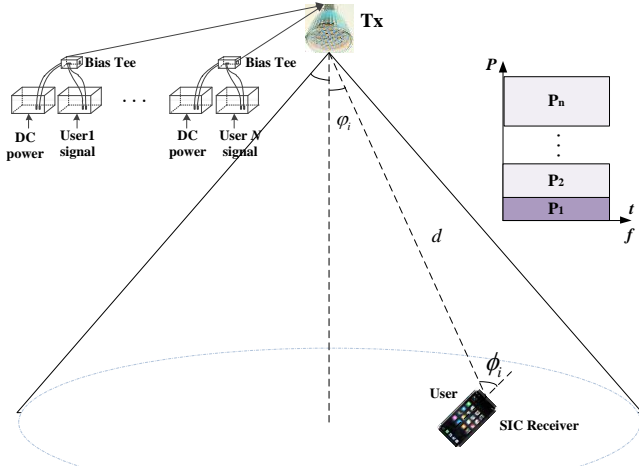 Tx
Bias Tee
Bias Tee
. . .
DC power
User1 signal
DC power
User N signal
φi
d
ϕi
User
SIC Receiver
P
Pn
P2
P1
t
f